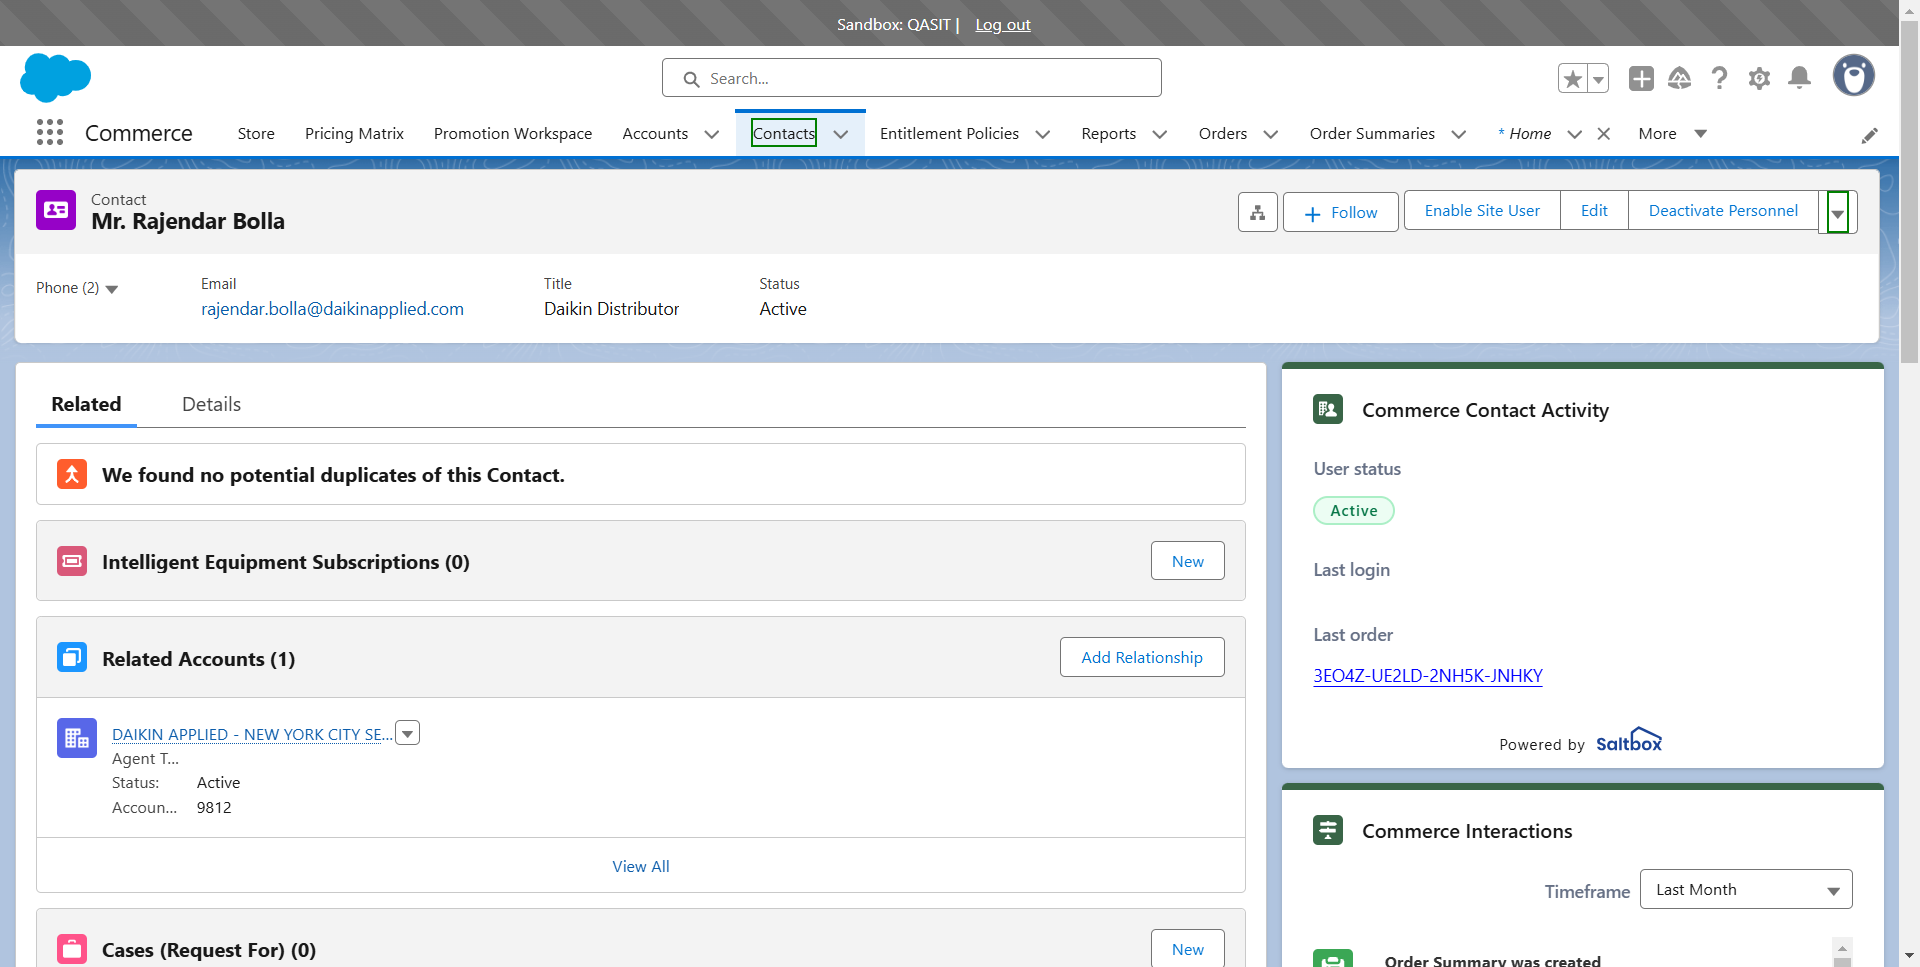 Sandbox: QASIT | Log out
Search...
Commerce
Store
Pricing Matrix
Promotion Workspace
Accounts
Contacts
Entitlement Policies
Reports
Orders
Order Summaries
* Home
More
Contact
Mr. Rajendar Bolla
Follow
Enable Site User
Edit
Deactivate Personnel
Phone (2)
Email
rajendar.bolla@daikinapplied.com
Title
Daikin Distributor
Status
Active
Related
Details
We found no potential duplicates of this Contact.
Intelligent Equipment Subscriptions (0)
New
Related Accounts (1)
Add Relationship
DAIKIN APPLIED - NEW YORK CITY SE...
Agent T...
Status: Active
Accoun... 9812
View All
Cases (Request For) (0)
New
Commerce Contact Activity
User status
Active
Last login
Last order
3EO4Z-UE2LD-2NH5K-JNHKY
Powered by Saltbox
Commerce Interactions
Timeframe Last Month
Order Summary was created